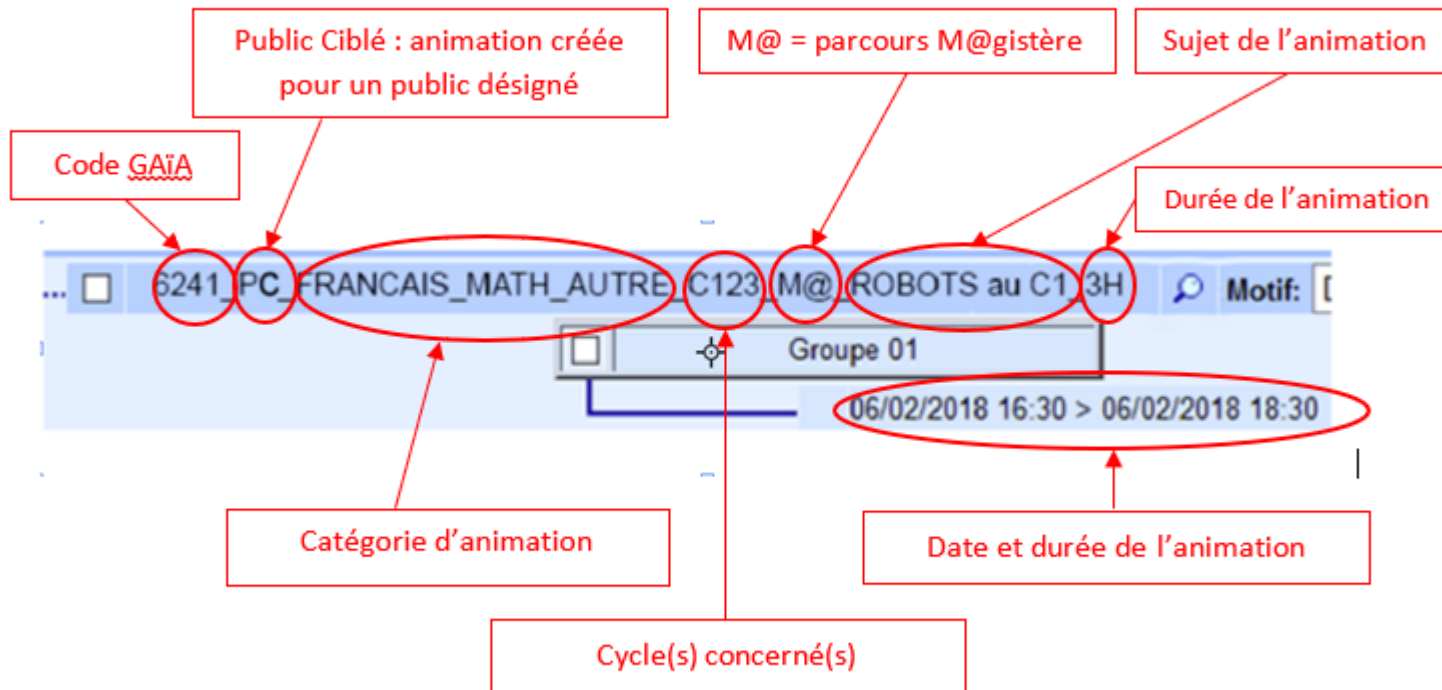 Public Ciblé : animation créée
pour un public désigné
M@ = parcours M@gistère
Sujet de l'animation
Code GAïA
Durée de l'animation
... 6241_PC_FRANCAIS_MATH_AUTRE_C123_M@_ROBOTS au C1_3H Motif:
Groupe 01
06/02/2018 16:30 > 06/02/2018 18:30
Catégorie d'animation
Date et durée de l'animation
Cycle(s) concerné(s)